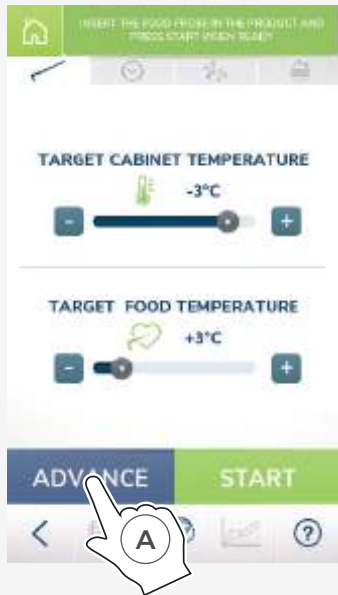 INSERT THE FOOD PROBE IN THE PRODUCT AND
PRESS START WHEN READY
TARGET CABINET TEMPERATURE
-3°C
- +
TARGET FOOD TEMPERATURE
+3°C
- +
ADVANCE START
A ?